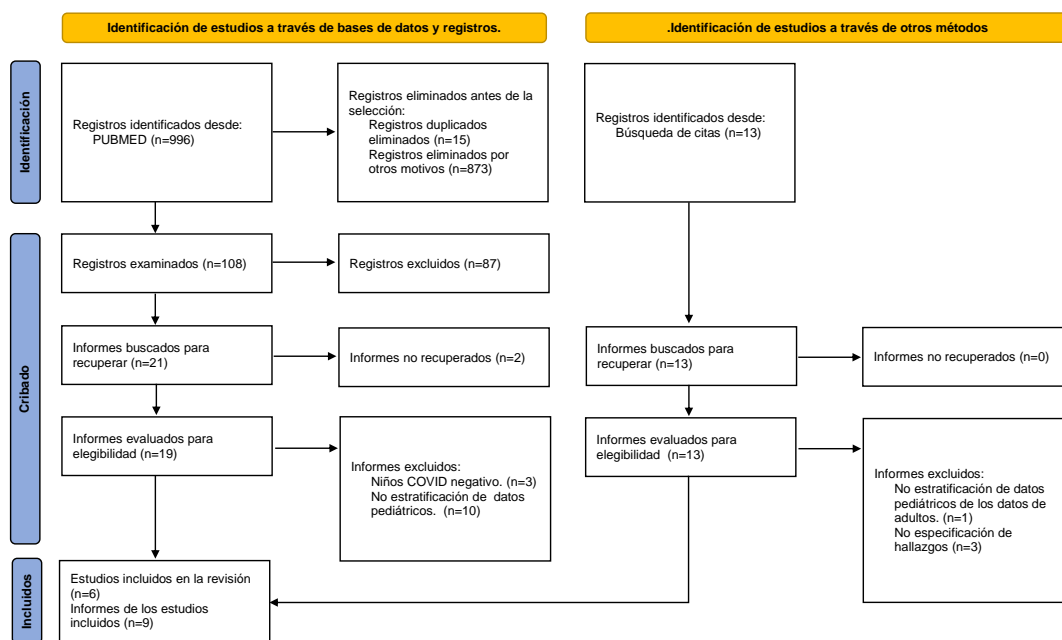 Identificación de estudios a través de bases de datos y registros.
.Identificación de estudios a través de otros métodos
Identificación
Registros identificados desde:
PUBMED (n=996)
Registros eliminados antes de la
selección:
Registros duplicados
eliminados (n=15)
Registros eliminados por
otros motivos (n=873)
Registros identificados desde:
Búsqueda de citas (n=13)
Cribado
Registros examinados (n=108)
Registros excluidos (n=87)
Informes buscados para
recuperar (n=21)
Informes no recuperados (n=2)
Informes buscados para
recuperar (n=13)
Informes no recuperados (n=0)
Informes evaluados para
elegibilidad (n=19)
Informes excluidos:
Niños COVID negativo. (n=3)
No estratificación de datos
pediátricos. (n=10)
Informes evaluados para
elegibilidad (n=13)
Informes excluidos:
No estratificación de datos
pediátricos de los datos de
adultos. (n=1)
No especificación de
hallazgos (n=3)
Incluidos
Estudios incluidos en la revisión
(n=6)
Informes de los estudios
incluidos (n=9)